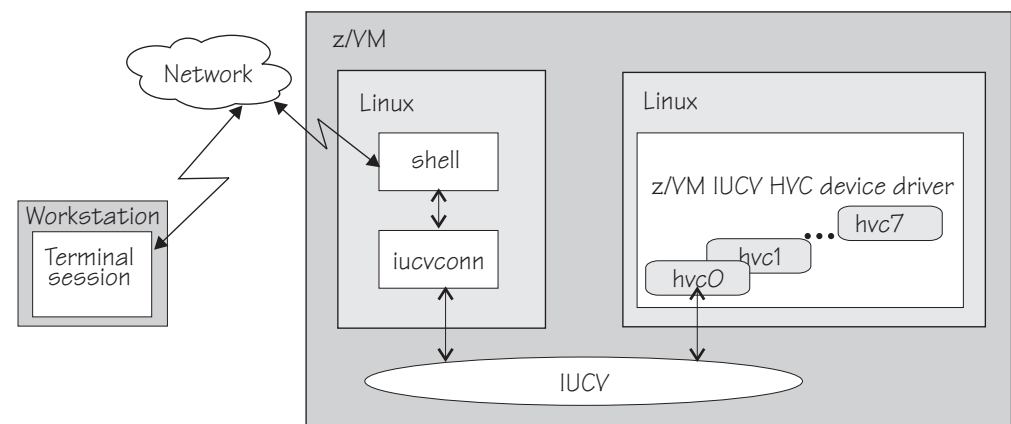 z/VM
Network
Linux
Linux
shell
z/VM IUCV HVC device driver
Workstation
hvc7
Terminal
session
iucvconn
hvc1
hvc0
IUCV